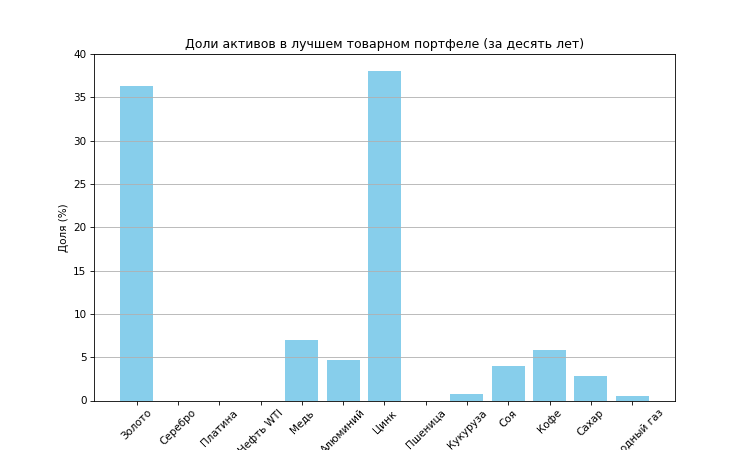 Доли активов в лучшем товарном портфеле (за десять лет)
Доля (%)
40
35
30
25
20
15
10
5
0
Золото
Серебро
Платина
Нефть WTI
Медь
Алюминий
Цинк
Пшеница
Кукуруза
Соя
Кофе
Сахар
одный газ